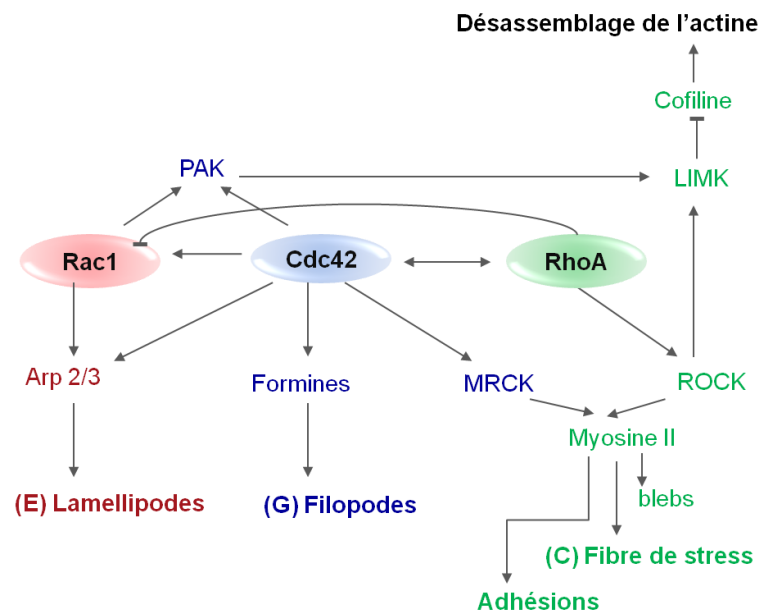 Désassemblage de l’actine
Cofiline
PAK
LIMK
Rac1
Cdc42
RhoA
Arp 2/3
Formines
MRCK
ROCK
Myosine II
(E) Lamellipodes
(G) Filopodes
blebs
(C) Fibre de stress
Adhésions